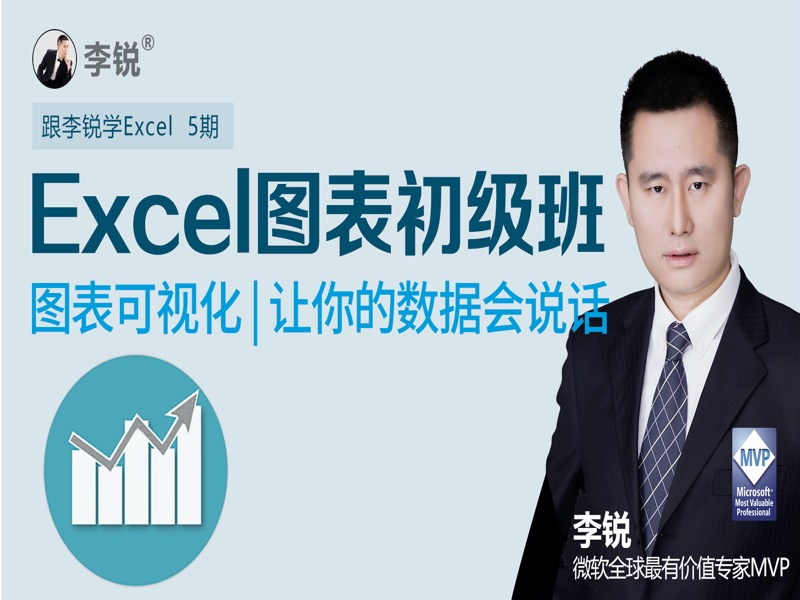 李锐®
跟李锐学Excel 5期
Excel图表初级班
图表可视化|让你的数据会说话
MVP
Microsoft®
Most Valuable
Professional
李锐
微软全球最有价值专家MVP